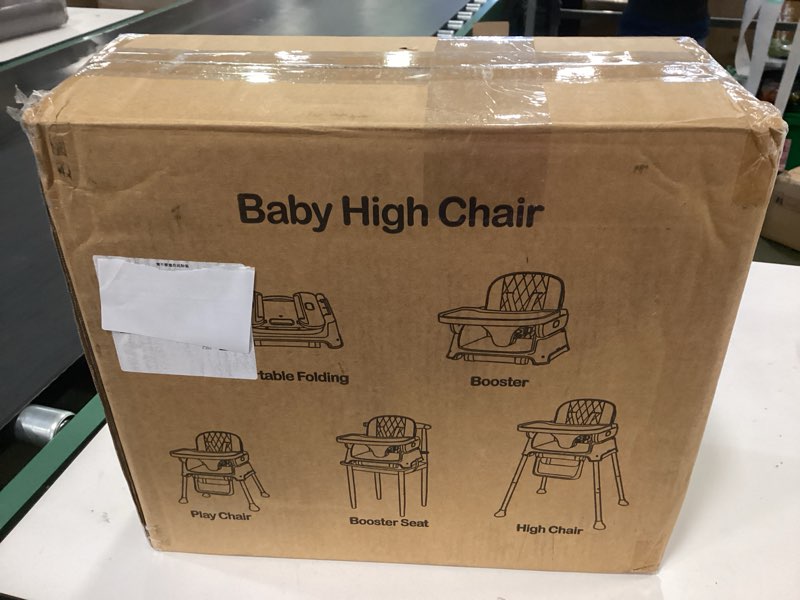 Baby High Chair
table Folding
Booster
Play Chair
Booster Seat
High Chair